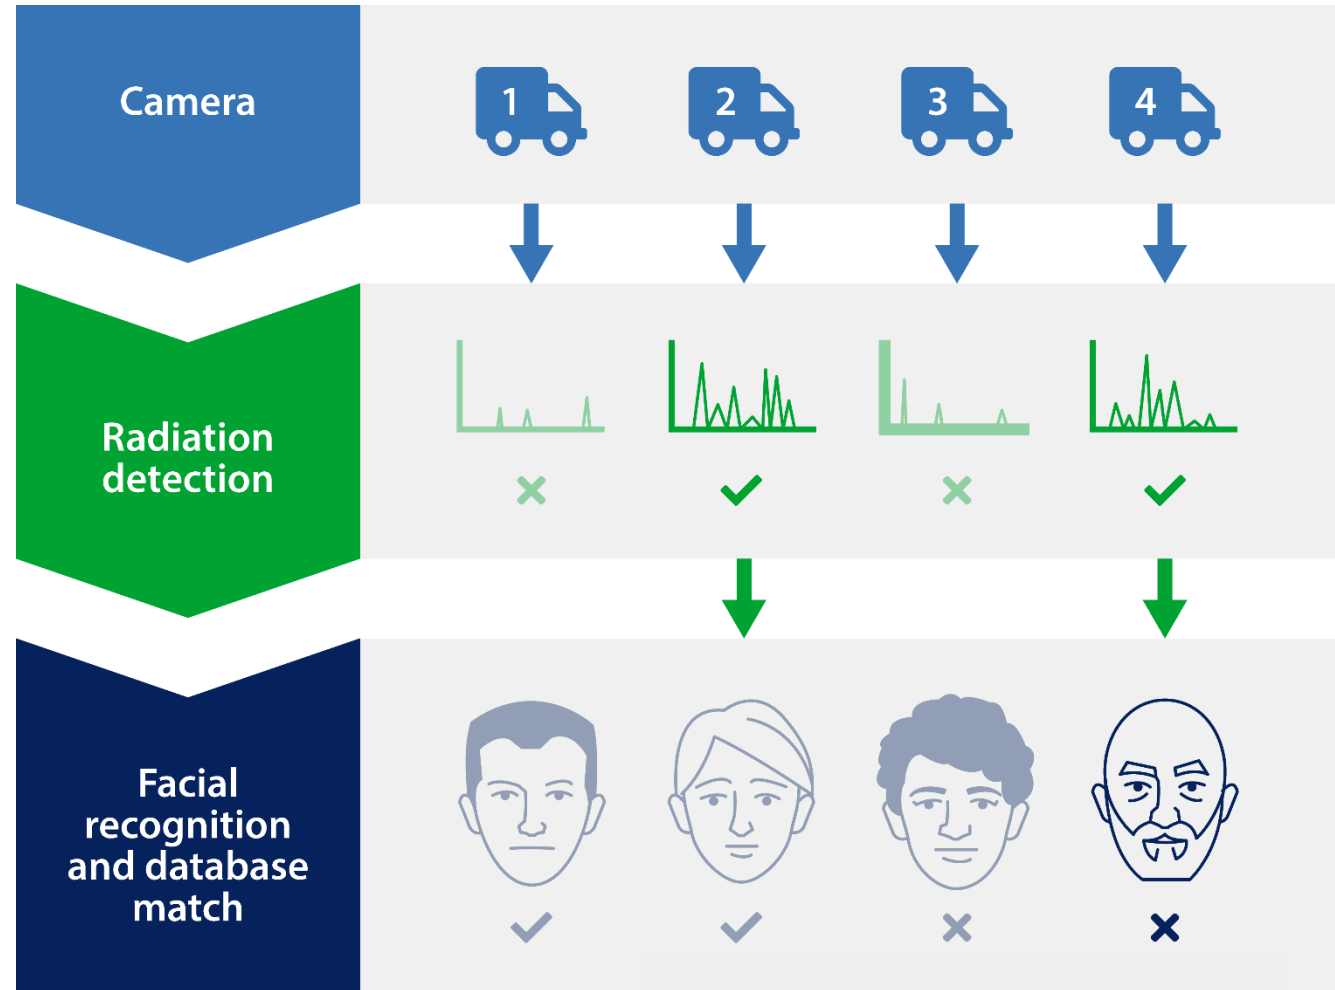 Camera
1 2 3 4
Radiation
detection
Facial
recognition
and database
match